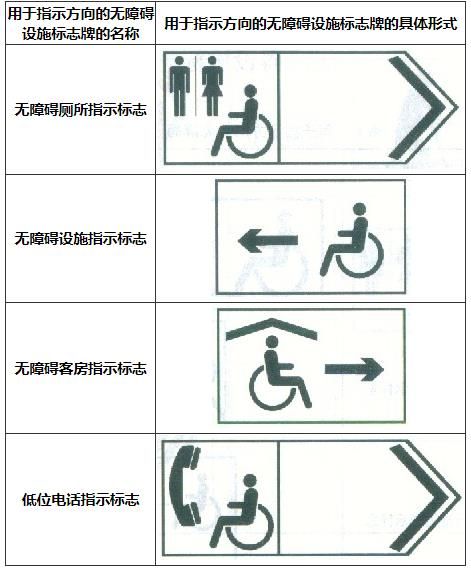 用于指示方向的无障碍
设施标志牌的名称
用于指示方向的无障碍设施标志牌的具体形式
无障碍厕所指示标志
无障碍设施指示标志
无障碍客房指示标志
低位电话指示标志